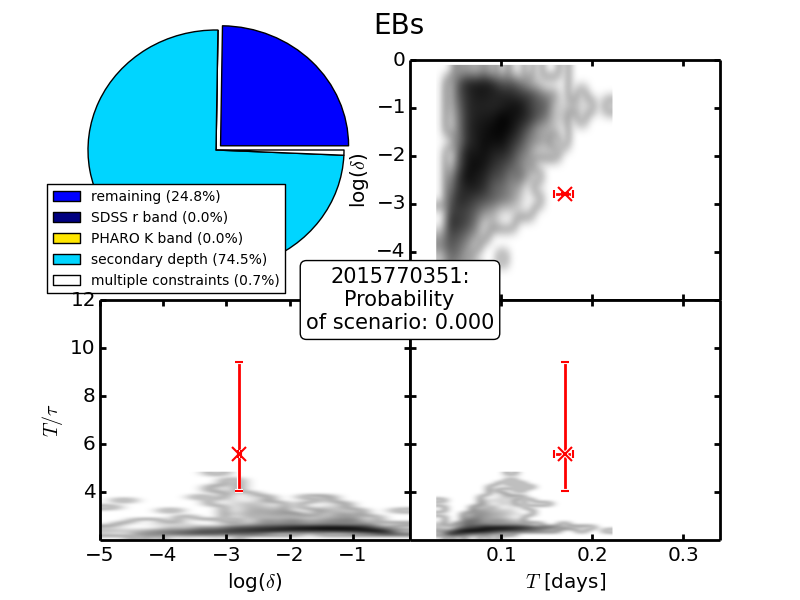 EBs
remaining (24.8%)
SDSS r band (0.0%)
PHARO K band (0.0%)
secondary depth (74.5%)
multiple constraints (0.7%)
log(δ)
0
−1
−2
−3
−4
2015770351:
Probability
of scenario: 0.000
T/τ
12
10
8
6
4
−5 −4 −3 −2 −1
log(δ)
0.1 0.2 0.3
T [days]